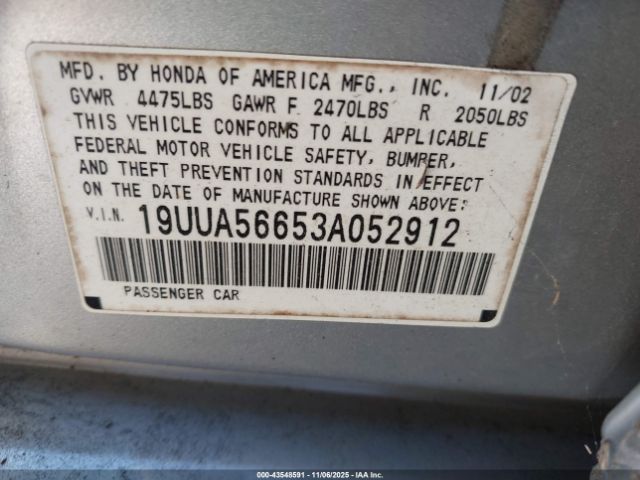 MFD. BY HONDA OF AMERICA MFG., INC. 11/02
GVWR 4475LBS GAWR F 2470LBS R 2050LBS
THIS VEHICLE CONFORMS TO ALL APPLICABLE
FEDERAL MOTOR VEHICLE SAFETY, BUMPER,
AND THEFT PREVENTION STANDARDS IN EFFECT
ON THE DATE OF MANUFACTURE SHOWN ABOVE:
V.I.N. 19UUA56653A052912
PASSENGER CAR
000-43548591 - 11/06/2025 - IAA Inc.